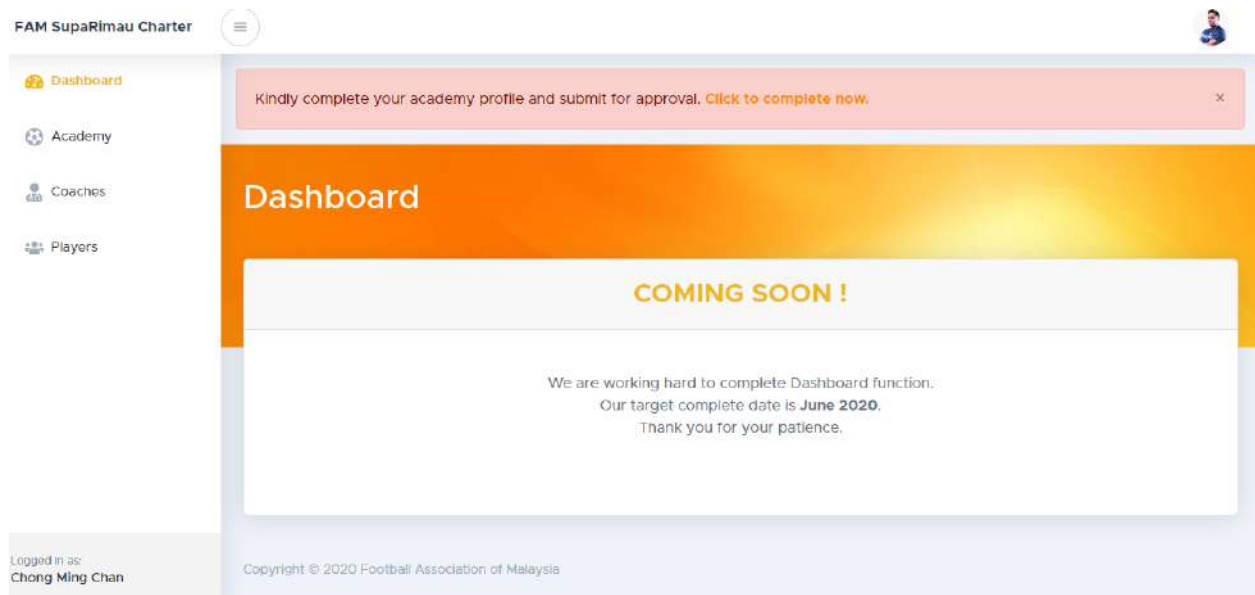 FAM SupaRimau Charter
Dashboard
Academy
Coaches
Players
Logged in as:
Chong Ming Chan
Kindly complete your academy profile and submit for approval. Click to complete now. ×
Dashboard
COMING SOON !
We are working hard to complete Dashboard function.
Our target complete date is June 2020.
Thank you for your patience.
Copyright © 2020 Football Association of Malaysia